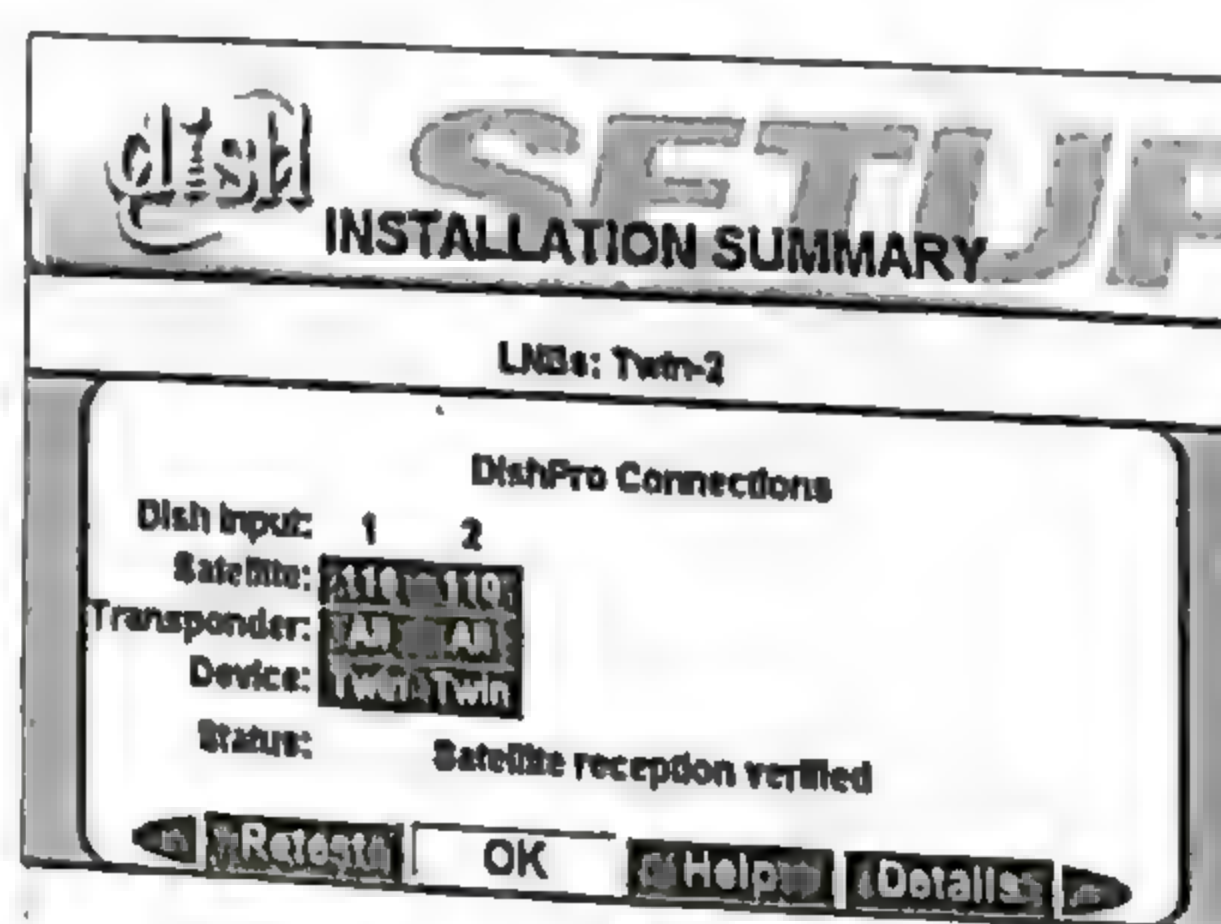 dish
SETUP
INSTALLATION SUMMARY
LNBs: Twin-2
DishPro Connections
Dish Input: 1 2
Satellite: 119 110
Transponder: All All
Device: Twin Twin
Status: Satellite reception verified
Retest OK Help Details